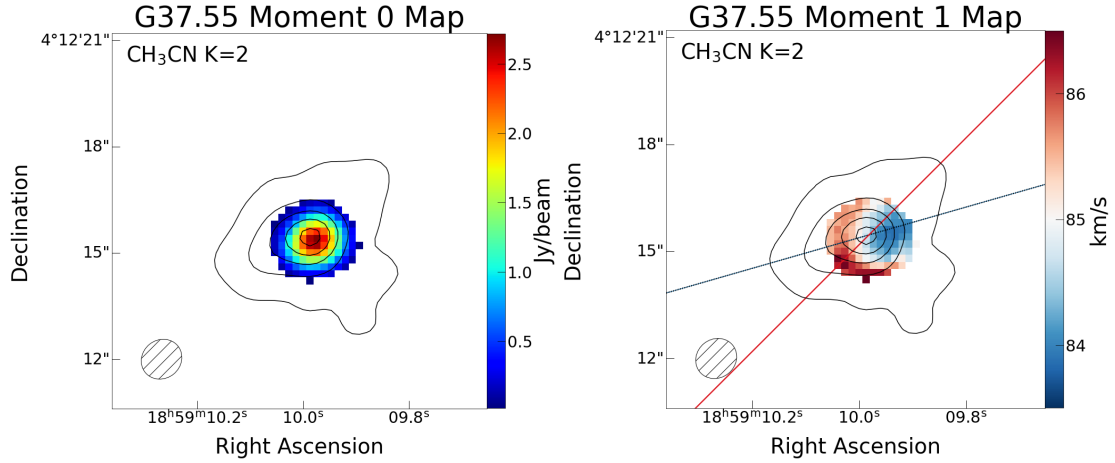 G37.55 Moment 0 Map
CH₃CN K=2
4°12'21"
18"
15"
12"
Declination
18ʰ59ᵐ10.2ˢ
10.0ˢ
09.8ˢ
Right Ascension
2.5
2.0
1.5
1.0
0.5
Jy/beam
G37.55 Moment 1 Map
CH₃CN K=2
4°12'21"
18"
15"
12"
Declination
18ʰ59ᵐ10.2ˢ
10.0ˢ
09.8ˢ
Right Ascension
86
85
84
km/s